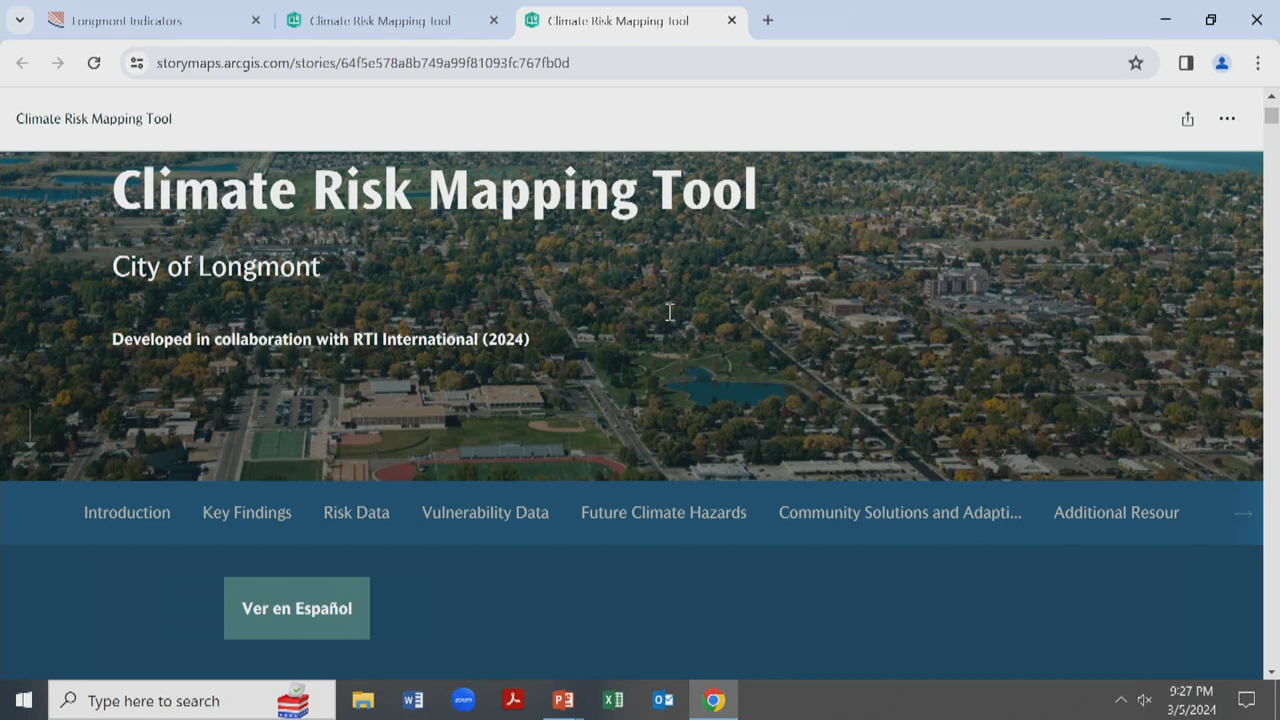 Longmont Indicators
Climate Risk Mapping Tool
Climate Risk Mapping Tool
storymaps.arcgis.com/stories/64f5e578a8b749a99f81093fc767fb0d
Climate Risk Mapping Tool
Climate Risk Mapping Tool
City of Longmont
Developed in collaboration with RTI International (2024)
Introduction
Key Findings
Risk Data
Vulnerability Data
Future Climate Hazards
Community Solutions and Adapti...
Additional Resour
Ver en Español
Type here to search
zoom
9:27 PM
3/5/2024